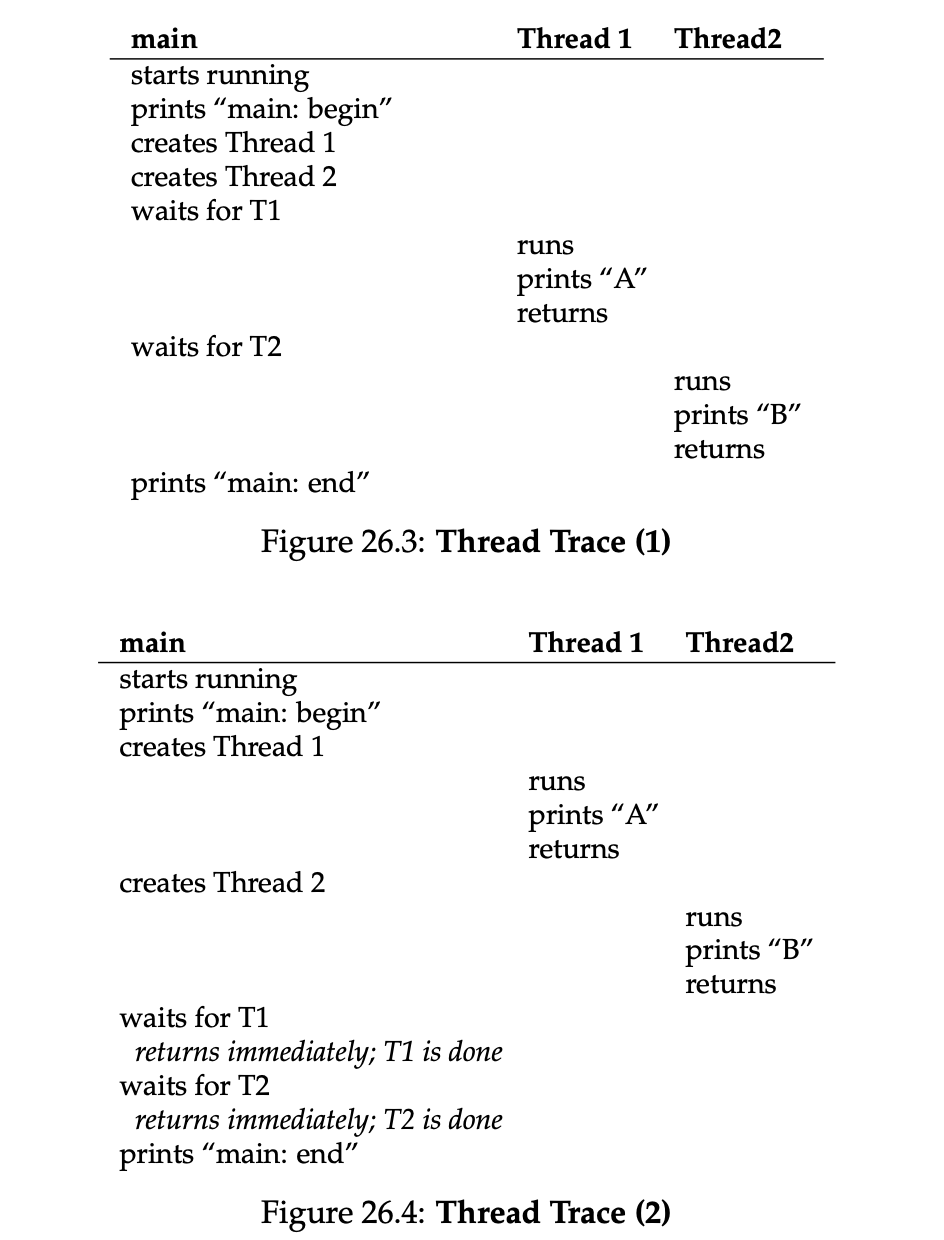 main Thread 1 Thread2
starts running
prints “main: begin”
creates Thread 1
creates Thread 2
waits for T1
runs
prints “A”
returns
waits for T2
runs
prints “B”
returns
prints “main: end”
Figure 26.3: Thread Trace (1)
main Thread 1 Thread2
starts running
prints “main: begin”
creates Thread 1
runs
prints “A”
returns
creates Thread 2
runs
prints “B”
returns
waits for T1
returns immediately; T1 is done
waits for T2
returns immediately; T2 is done
prints “main: end”
Figure 26.4: Thread Trace (2)